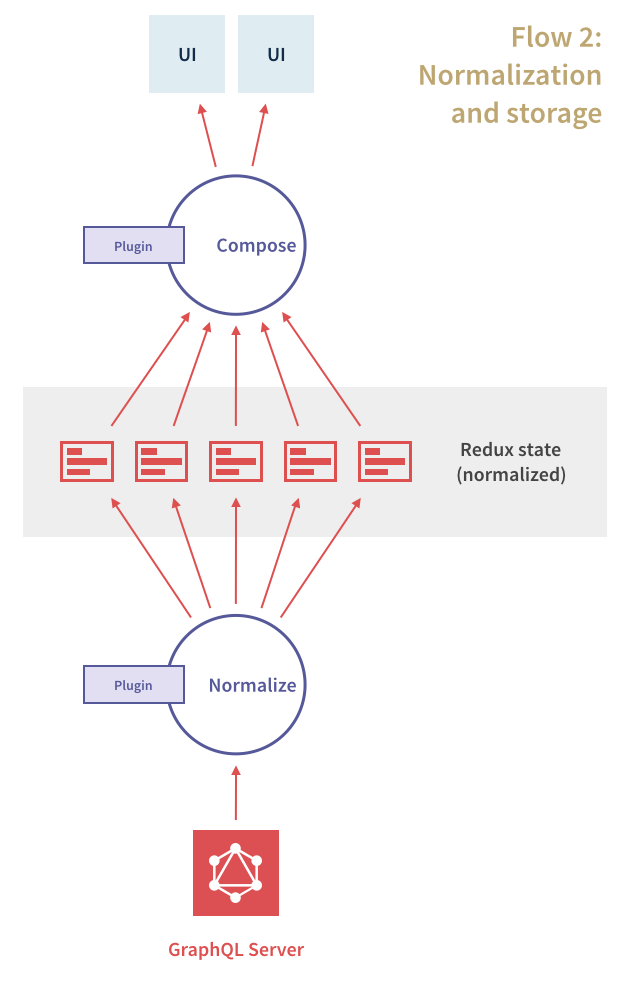 Flow 2:
Normalization
and storage
UI
UI
Plugin
Compose
Redux state
(normalized)
Plugin
Normalize
GraphQL Server